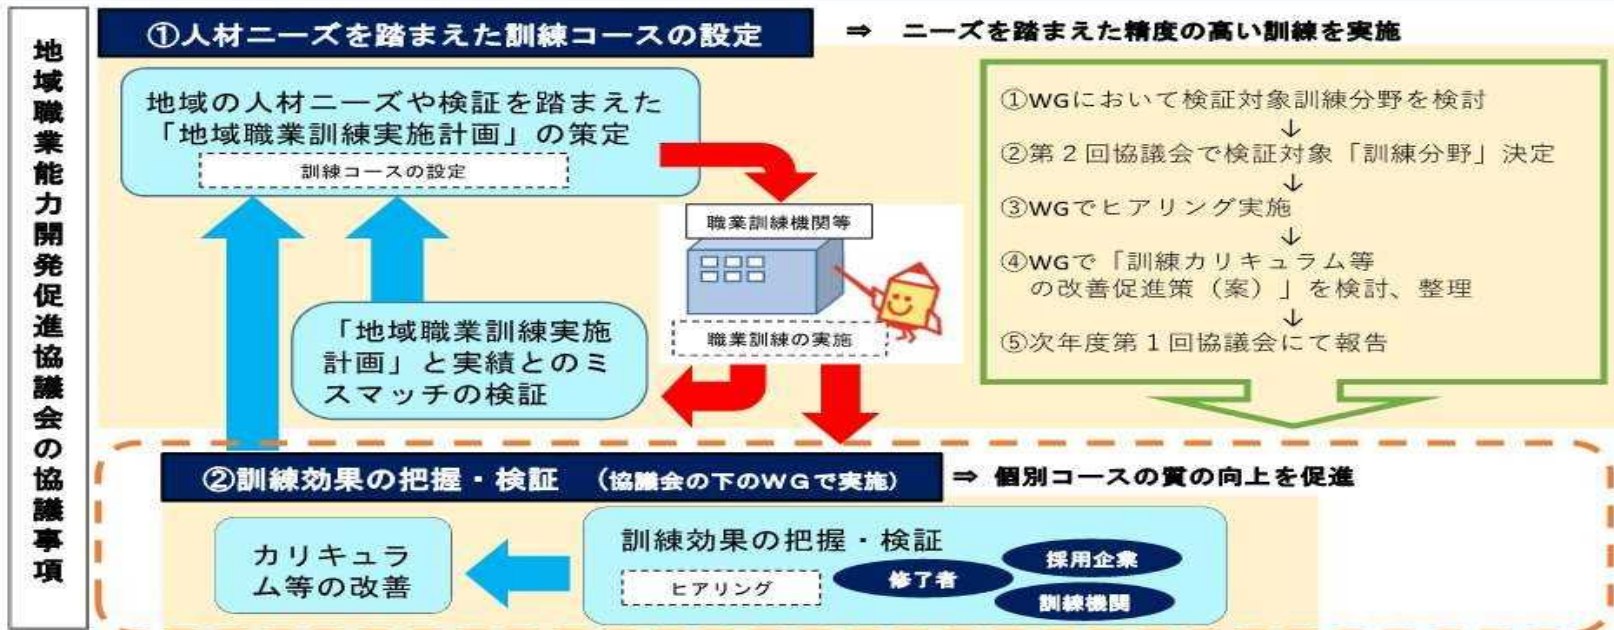 地域職業能力開発促進協議会の協議事項
①人材ニーズを踏まえた訓練コースの設定
⇒ ニーズを踏まえた精度の高い訓練を実施
地域の人材ニーズや検証を踏まえた
「地域職業訓練実施計画」の策定
訓練コースの設定
職業訓練機関等
職業訓練の実施
「地域職業訓練実施
計画」と実績とのミ
スマッチの検証
①WGにおいて検証対象訓練分野を検討
↓
②第２回協議会で検証対象「訓練分野」決定
↓
③WGでヒアリング実施
↓
④WGで「訓練カリキュラム等
の改善促進策（案）」を検討、整理
↓
⑤次年度第１回協議会にて報告
②訓練効果の把握・検証 （協議会の下のWGで実施）
⇒ 個別コースの質の向上を促進
カリキュラ
ム等の改善
訓練効果の把握・検証
ヒアリング
修了者
採用企業
訓練機関